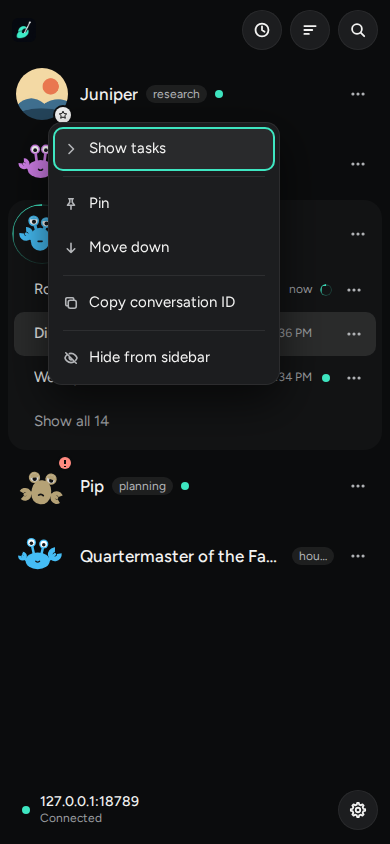 Juniper research
Show tasks
Pin
Move down
now
Copy conversation ID
36 PM
Hide from sidebar
34 PM
Show all 14
Pip planning
Quartermaster of the Fa... hou...
127.0.0.1:18789
Connected